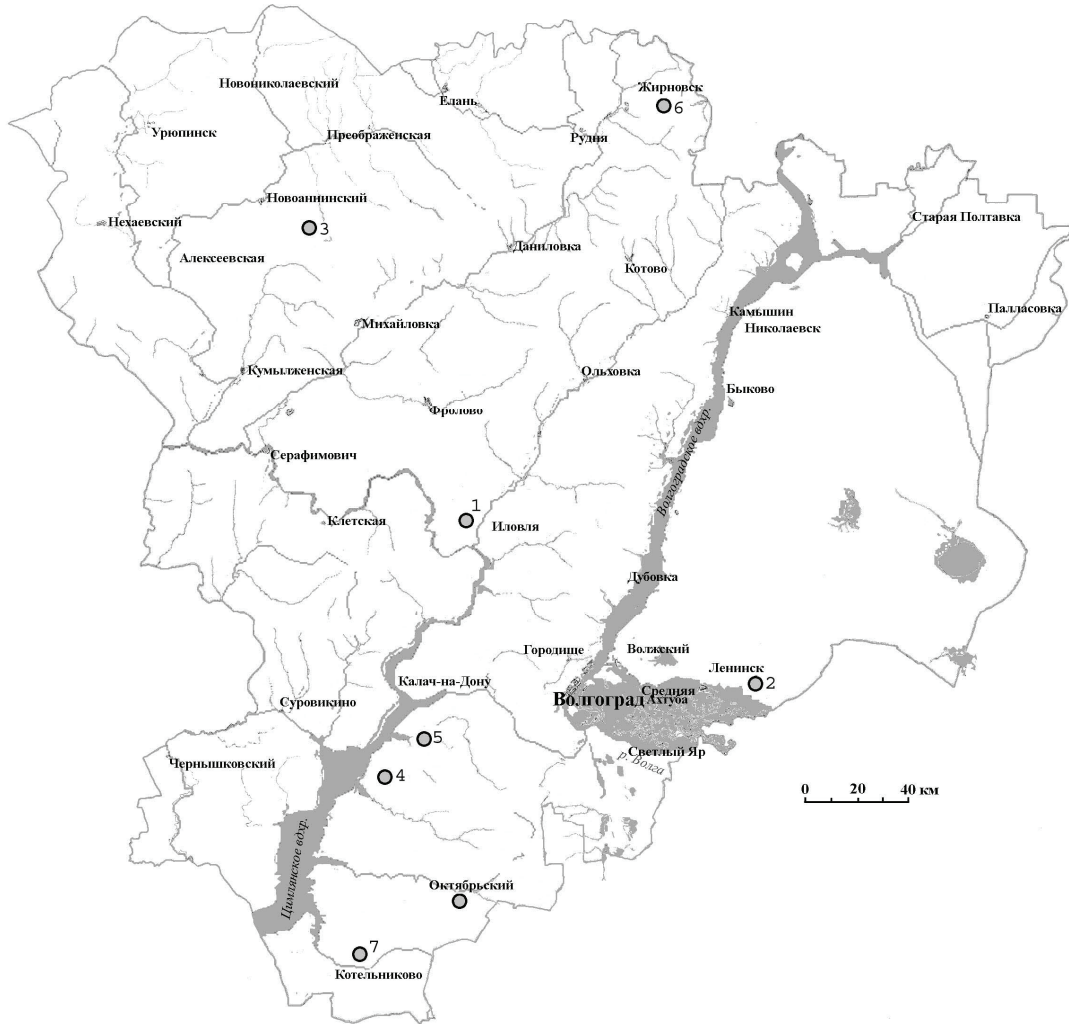 Новониколаевский
Жирновск
6
Елань
Урюпинск
Преображенская
Рудня
Новоаннинский
Нехаевский
3
Старая Полтавка
Алексеевская
Даниловка
Котово
Камышин
Николаевск
Палласовка
Михайловка
Кумылженская
Ольховка
Быково
Фролово
Волгоградское вдхр.
Серафимович
1
Клетская
Иловля
Дубовка
Городище
Волжский
Ленинск
2
Калач-на-Дону
Средняя
Ахтуба
Волгоград
Суровикино
5
Светлый Яр
р. Волга
Чернышковский
4
0 20 40 км
Цимлянское вдхр.
Октябрьский
7
Котельниково